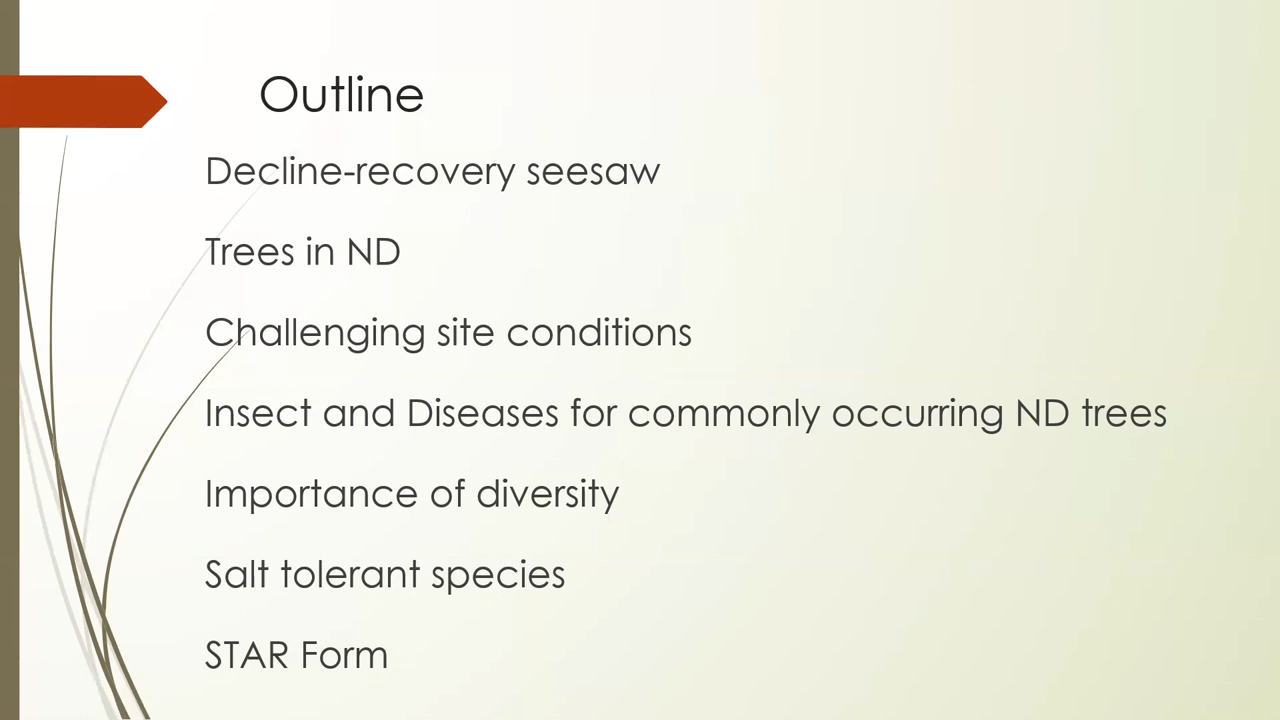 Outline
Decline-recovery seesaw
Trees in ND
Challenging site conditions
Insect and Diseases for commonly occurring ND trees
Importance of diversity
Salt tolerant species
STAR Form